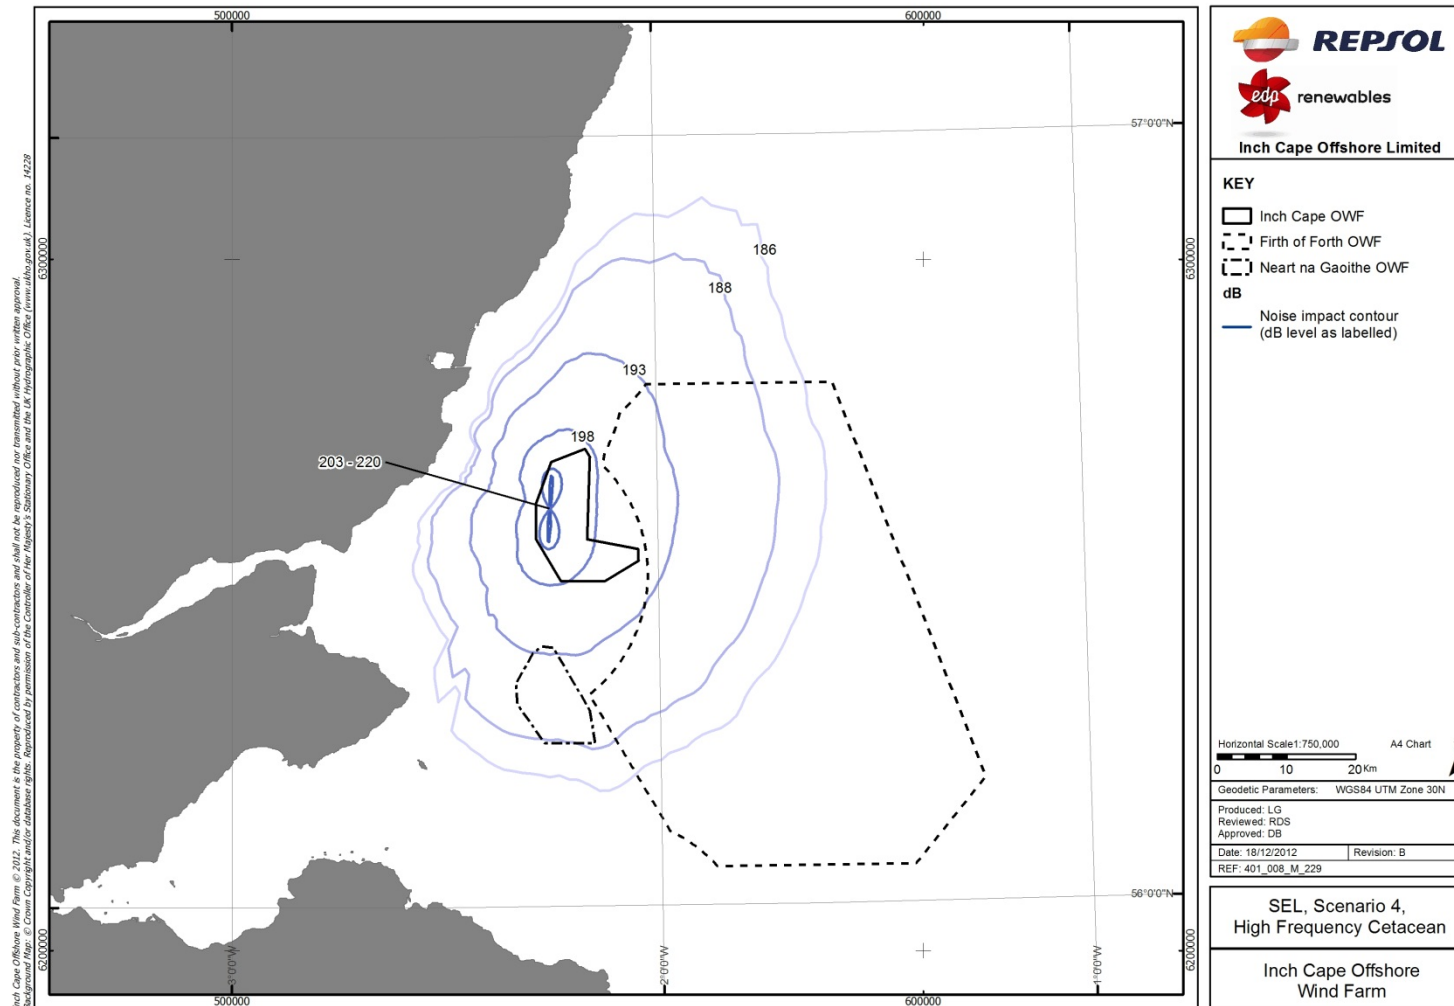 500000
600000
57°0'0"N
6300000
6300000
186
188
193
198
203 - 220
56°0'0"N
6200000
6200000
3°0'0"W
2°0'0"W
1°0'0"W
500000
600000
Inch Cape Offshore Wind Farm © 2012. This document is the property of contractors and sub-contractors and shall not be reproduced nor transmitted without prior written approval.
Background Map: © Crown Copyright and/or database rights. Reproduced by permission of the Controller of Her Majesty's Stationary Office and the UK Hydrographic Office (www.ukho.gov.uk). Licence no. 14228
REPSOL
edp renewables
Inch Cape Offshore Limited
KEY
Inch Cape OWF
Firth of Forth OWF
Neart na Gaoithe OWF
dB
Noise impact contour
(dB level as labelled)
Horizontal Scale1:750,000 A4 Chart
0 10 20 Km
Geodetic Parameters: WGS84 UTM Zone 30N
Produced: LG
Reviewed: RDS
Approved: DB
Date: 18/12/2012 Revision: B
REF: 401_008_M_229
SEL, Scenario 4,
High Frequency Cetacean
Inch Cape Offshore
Wind Farm